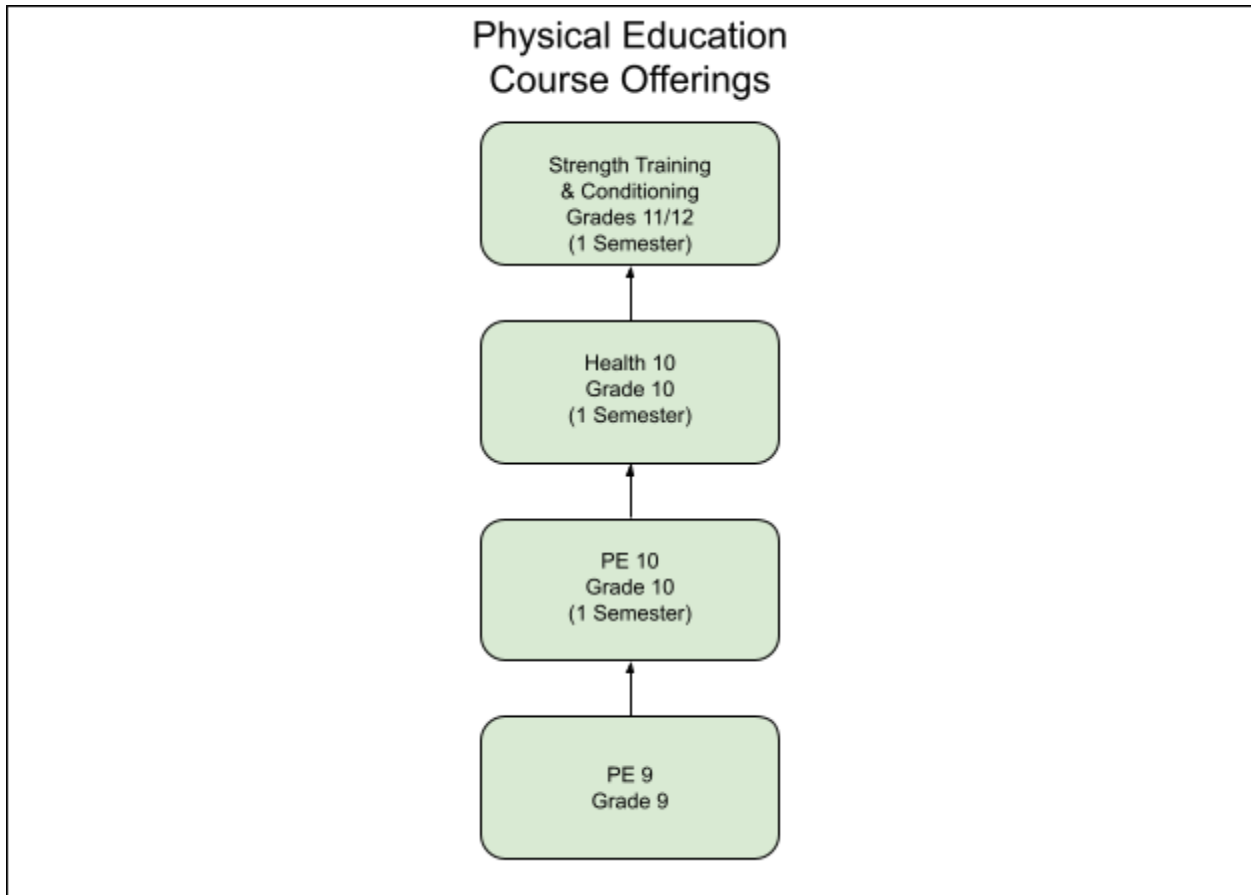 Physical Education
Course Offerings
Strength Training
& Conditioning
Grades 11/12
(1 Semester)
Health 10
Grade 10
(1 Semester)
PE 10
Grade 10
(1 Semester)
PE 9
Grade 9